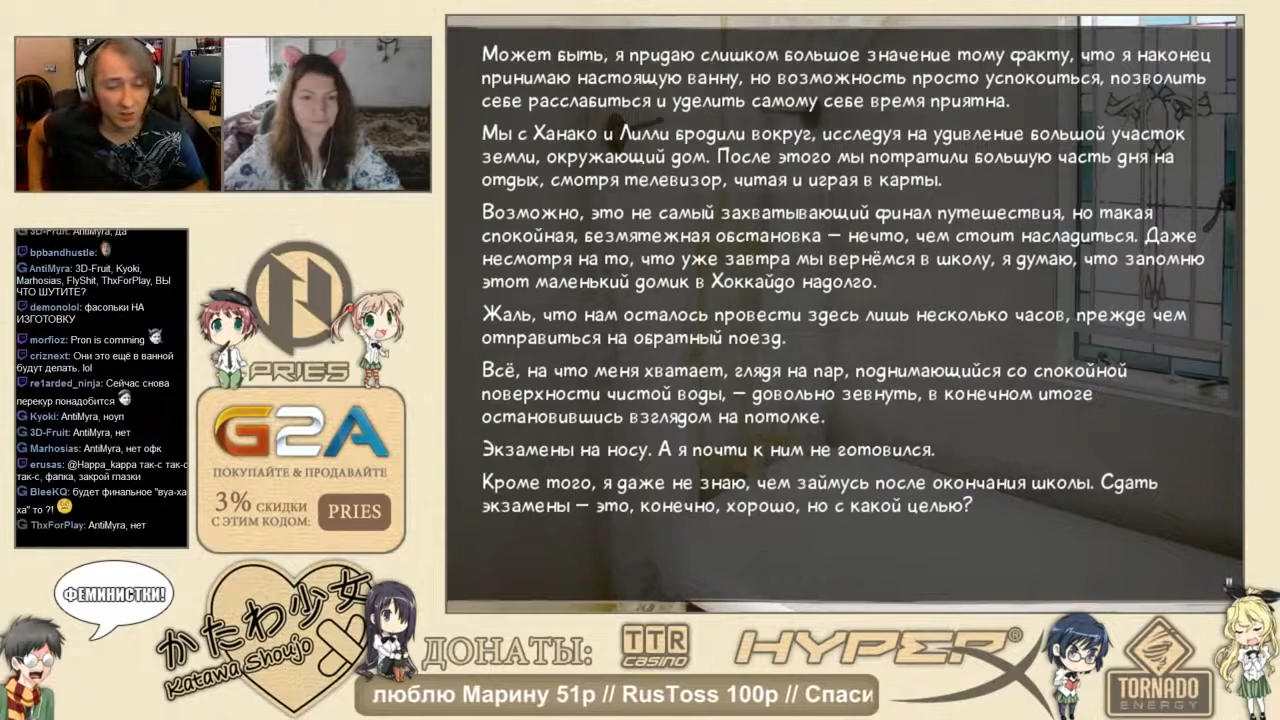 Может быть, я придаю слишком большое значение тому факту, что я наконец
принимаю настоящую ванну, но возможность просто успокоиться, позволить
себе расслабиться и уделить самому себе время приятна.
Мы с Ханако и Лилли бродили вокруг, исследуя на удивление большой участок
земли, окружающий дом. После этого мы потратили большую часть дня на
отдых, смотря телевизор, читая и играя в карты.
Возможно, это не самый захватывающий финал путешествия, но такая
спокойная, безмятежная обстановка — нечто, чем стоит насладиться. Даже
несмотря на то, что уже завтра мы вернёмся в школу, я думаю, что запомню
этот маленький домик в Хоккайдо надолго.
Жаль, что нам осталось провести здесь лишь несколько часов, прежде чем
отправиться на обратный поезд.
Всё, на что меня хватает, глядя на пар, поднимающийся со спокойной
поверхности чистой воды, — довольно зевнуть, в конечном итоге
остановившись взглядом на потолке.
Экзамены на носу. А я почти к ним не готовился.
Кроме того, я даже не знаю, чем займусь после окончания школы. Сдать
экзамены — это, конечно, хорошо, но с какой целью?
3D-Fruit: AntiMyra, да
bpbandhustle:
AntiMyra: 3D-Fruit, Kyoki,
Marhosias, FlyShit, ThxForPlay, ВЫ
ЧТО ШУТИТЕ?
demonolol: фасольки НА
ИЗГОТОВКУ
morfioz: Pron is comming
criznext: Они это ещё в ванной
будут делать. lol
re1arded_ninja: Сейчас снова
перекур понадобится
Kyoki: AntiMyra, ноуп
3D-Fruit: AntiMyra, нет
Marhosias: AntiMyra, нет офк
erusas: @Happa_kappa так-с так-с
так-с, фапка, закрой глазки
BleeKQ: будет финальное "вуа-ха
ха" то ?!
ThxForPlay: AntiMyra, нет
PRIES
G2A
ПОКУПАЙТЕ & ПРОДАВАЙТЕ
3% СКИДКИ
С ЭТИМ КОДОМ:
PRIES
ФЕМИНИСТКИ!
かたわ少女
Katawa Shoujo
ДОНАТЫ:
TTR
CASINO
HYPERX®
TORNADO
ENERGY
люблю Марину 51р // RusToss 100р // Спаси